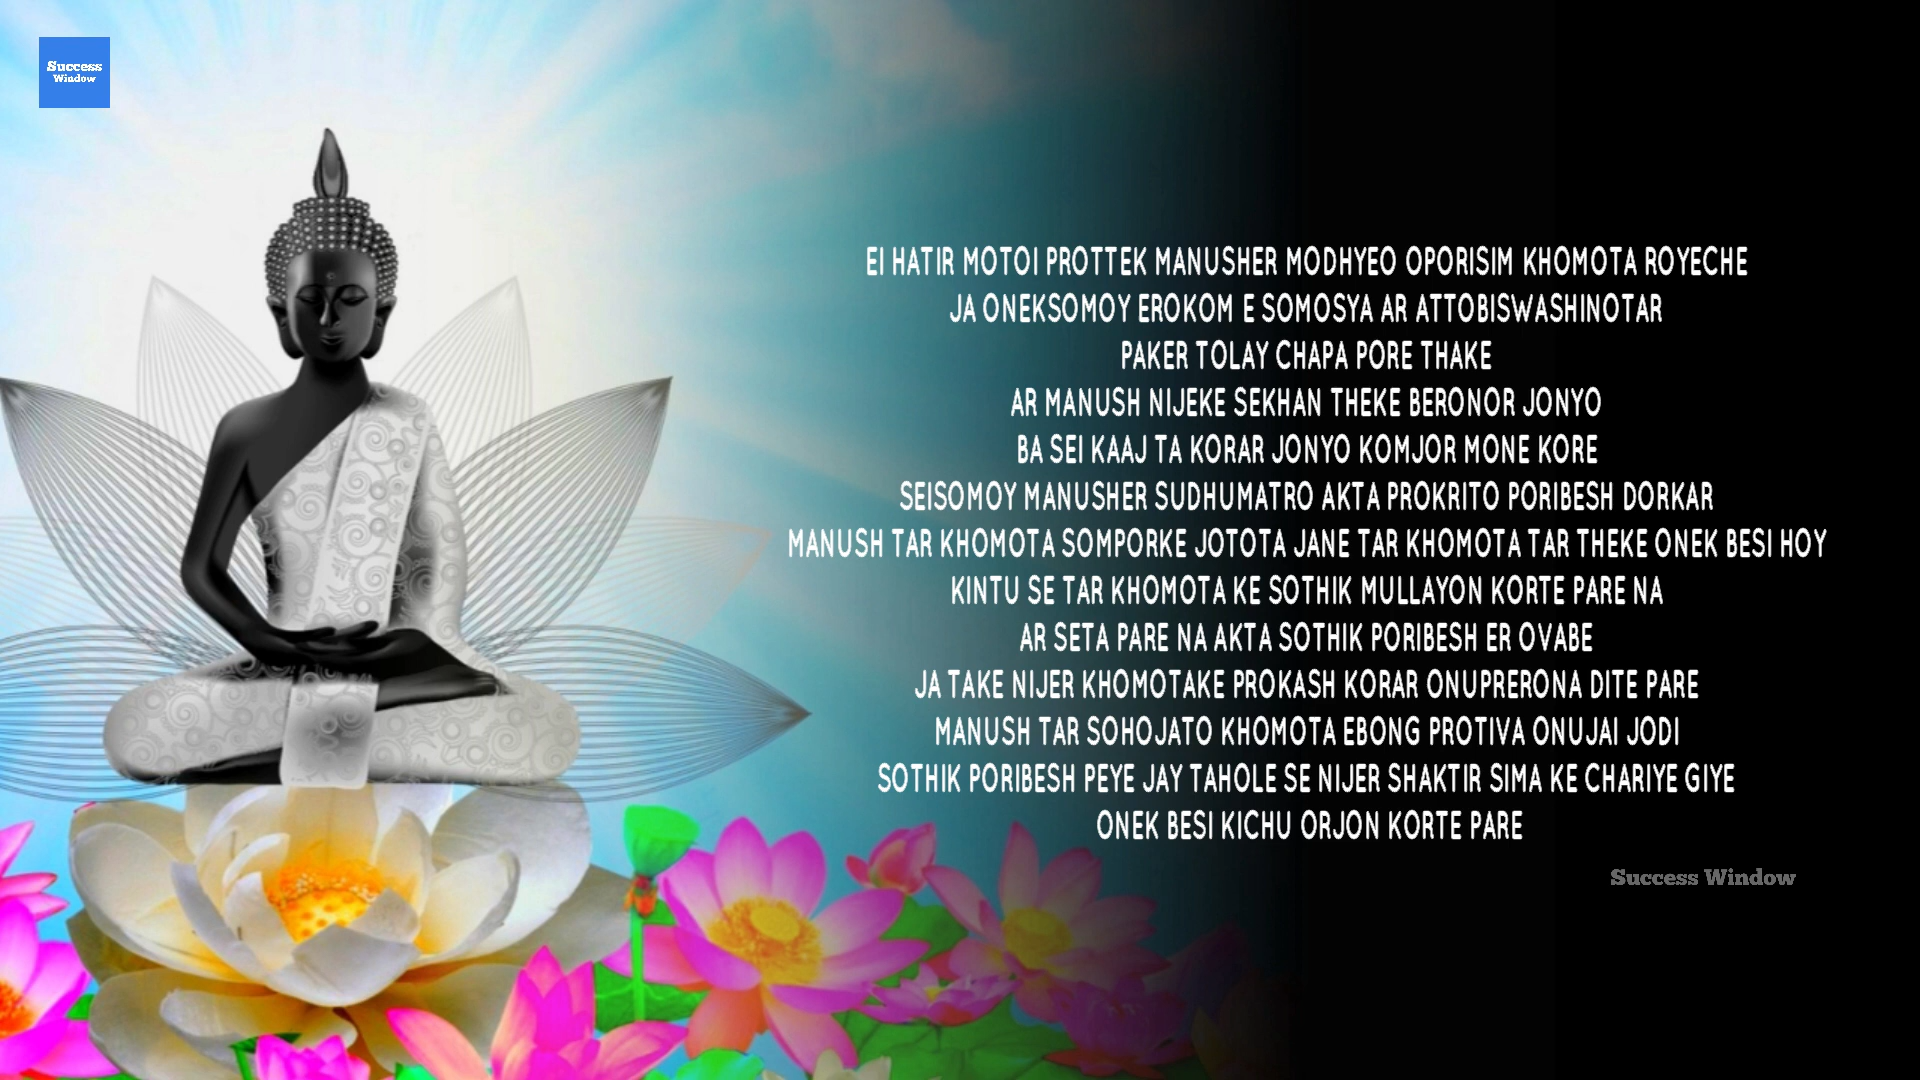 Success
Window
EI HATIR MOTOI PROTTEK MANUSHER MODHYEO OPORISIM KHOMOTA ROYECHE
JA ONEKSOMOY EROKOM E SOMOSYA AR ATTOBISWASHINOTAR
PAKER TOLAY CHAPA PORE THAKE
AR MANUSH NIJEKE SEKHAN THEKE BERONOR JONYO
BA SEI KAAJ TA KORAR JONYO KOMJOR MONE KORE
SEISOMOY MANUSHER SUDHUMATRO AKTA PROKRITO PORIBESH DORKAR
MANUSH TAR KHOMOTA SOMPORKE JOTOTA JANE TAR KHOMOTA TAR THEKE ONEK BESI HOY
KINTU SE TAR KHOMOTA KE SOTHIK MULLAYON KORTE PARE NA
AR SETA PARE NA AKTA SOTHIK PORIBESH ER OVABE
JA TAKE NIJER KHOMOTAKE PROKASH KORAR ONUPRERONA DITE PARE
MANUSH TAR SOHOJATO KHOMOTA EBONG PROTIVA ONUJAI JODI
SOTHIK PORIBESH PEYE JAY TAHOLE SE NIJER SHAKTIR SIMA KE CHARIYE GIYE
ONEK BESI KICHU ORJON KORTE PARE
Success Window